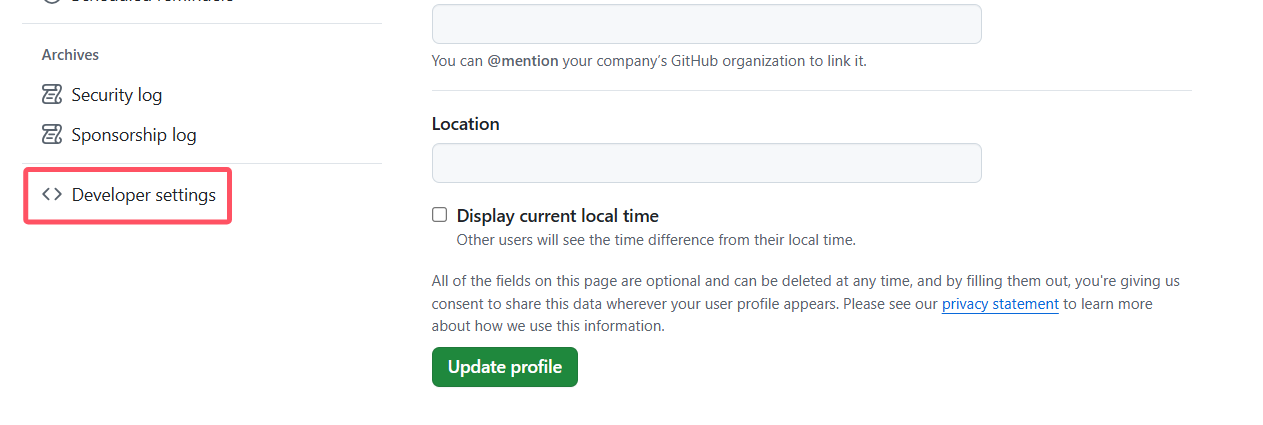 Scheduled reminders
Archives
Security log
Sponsorship log
Developer settings
You can @mention your company’s GitHub organization to link it.
Location
Display current local time
Other users will see the time difference from their local time.
All of the fields on this page are optional and can be deleted at any time, and by filling them out, you're giving us
consent to share this data wherever your user profile appears. Please see our privacy statement to learn more
about how we use this information.
Update profile